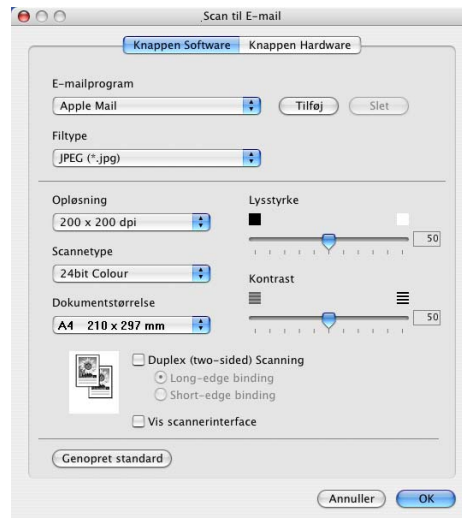 Scan til E-mail
Knappen Software Knappen Hardware
E-mailprogram
Apple Mail Tilføj Slet
Filtype
JPEG (*.jpg)
Opløsning Lysstyrke
200 x 200 dpi 50
Scannetype
24bit Colour Kontrast
Dokumentstørrelse
A4 210 x 297 mm 50
Duplex (two-sided) Scanning
Long-edge binding
Short-edge binding
Vis scannerinterface
Genopret standard
Annuller OK